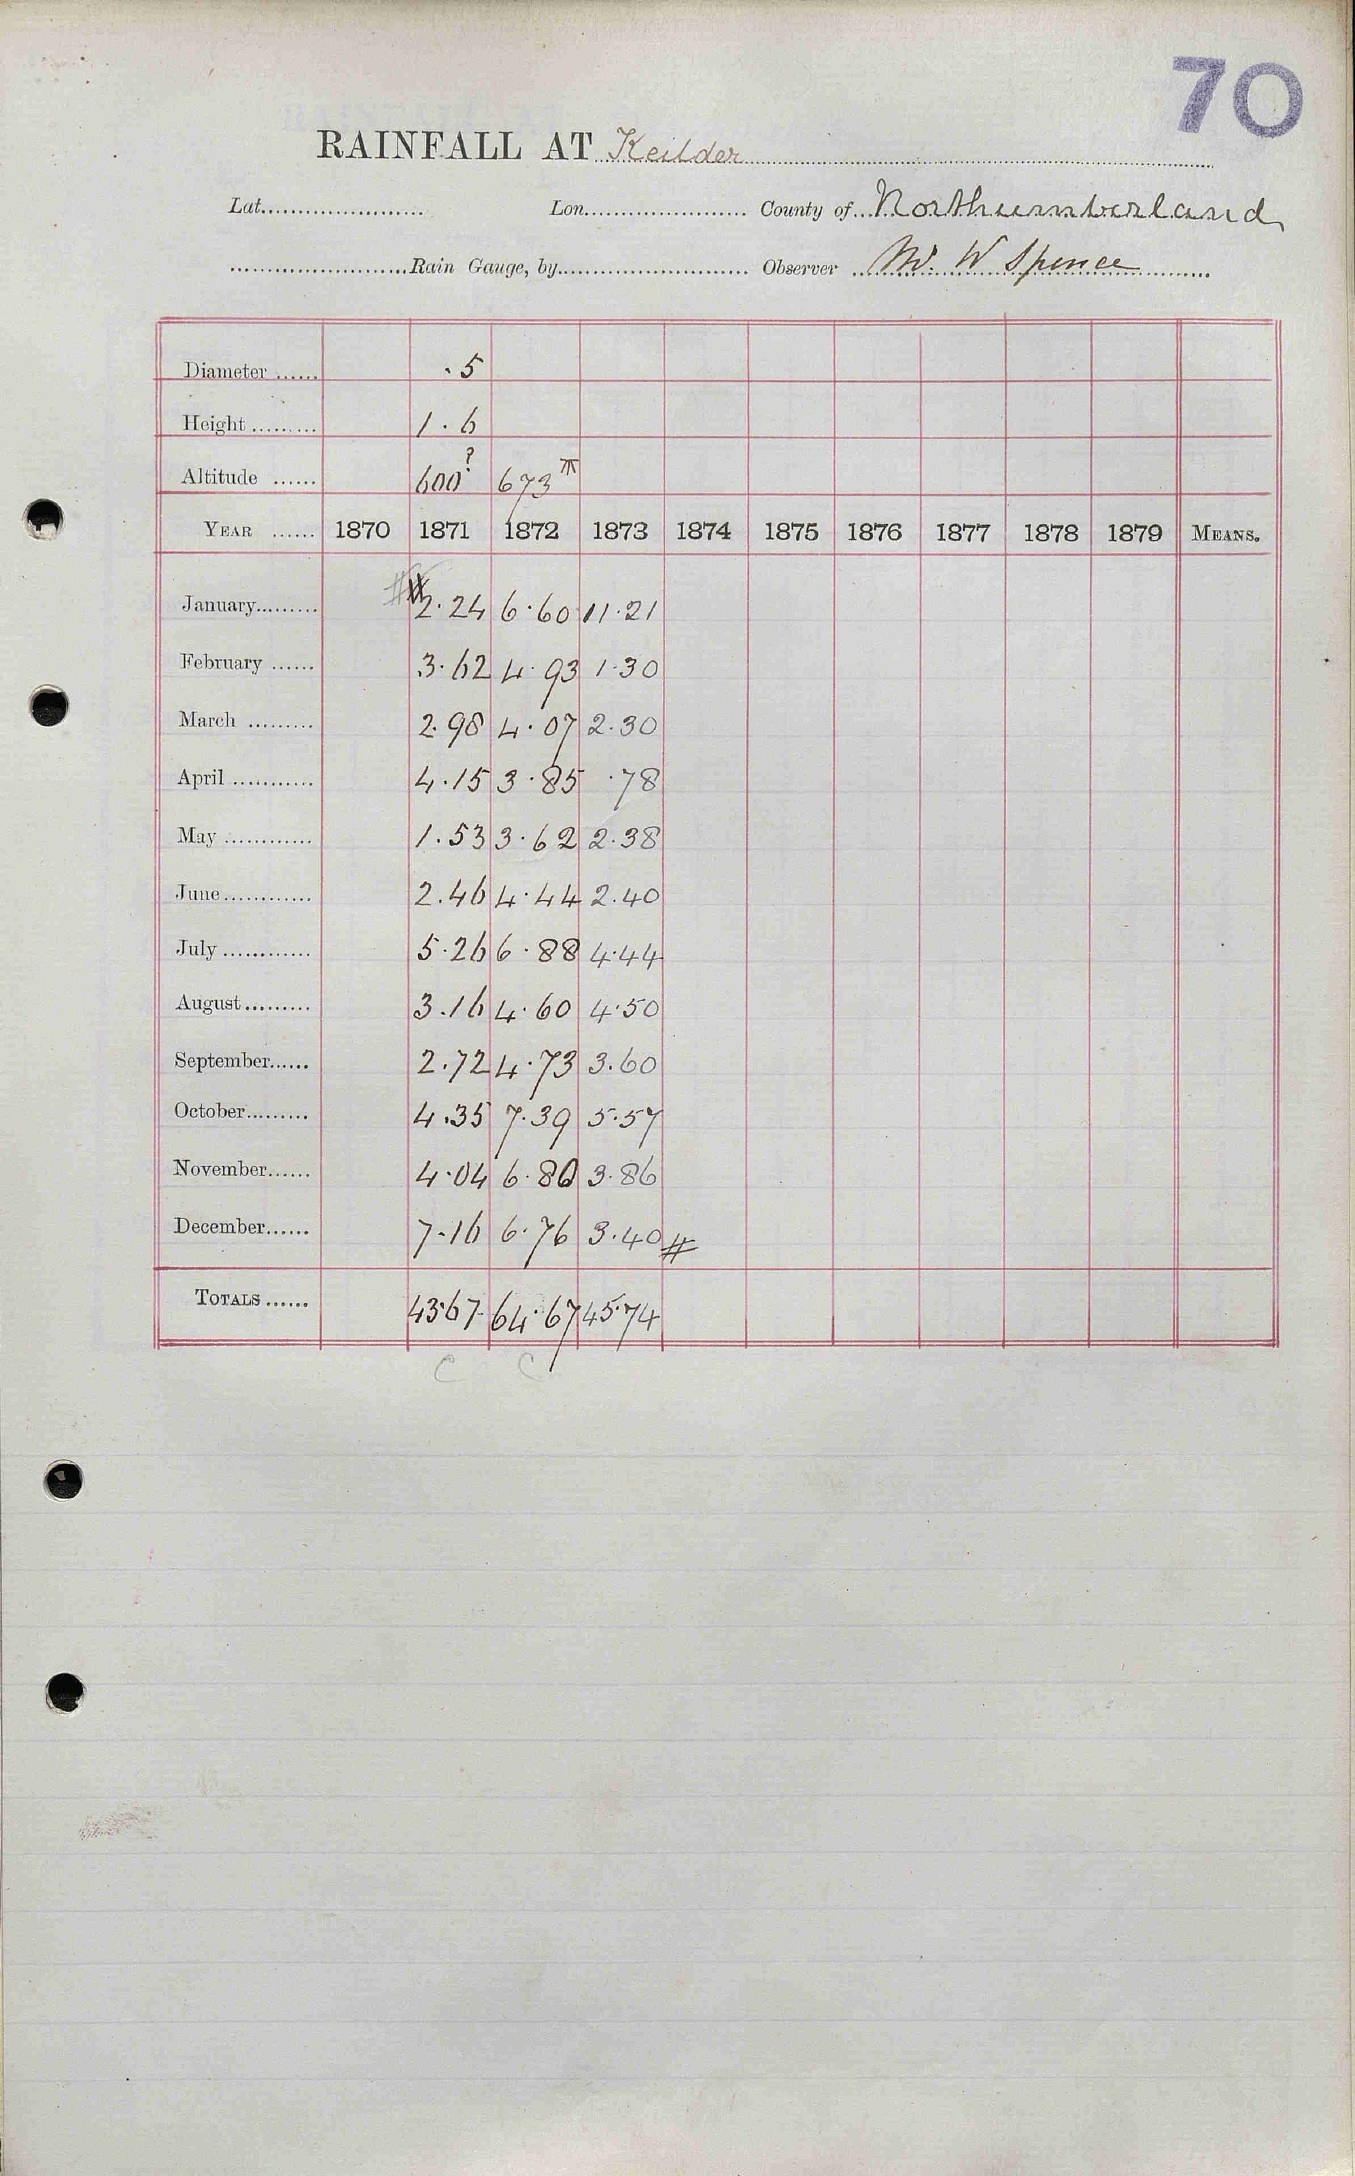 70
RAINFALL AT Keilder
Lat. Lon. County of Northumberland
Rain Gauge, by Observer Mr. W Spence
Diameter ...... .5
Height ......... 1.6
Altitude ...... 600? 673
YEAR ...... 1870 1871 1872 1873 1874 1875 1876 1877 1878 1879 MEANS.
January......... # 2.24 6.60 11.21
February ...... 3.62 4.93 1.30
March ......... 2.98 4.07 2.30
April ........... 4.15 3.85 .78
May ............ 1.53 3.62 2.38
June............ 2.46 4.44 2.40
July ............ 5.26 6.88 4.44
August......... 3.16 4.60 4.50
September...... 2.72 4.73 3.60
October......... 4.35 7.39 5.57
November...... 4.04 6.80 3.86
December...... 7.16 6.76 3.40 #
TOTALS ...... 43.67 64.67 45.74
C C